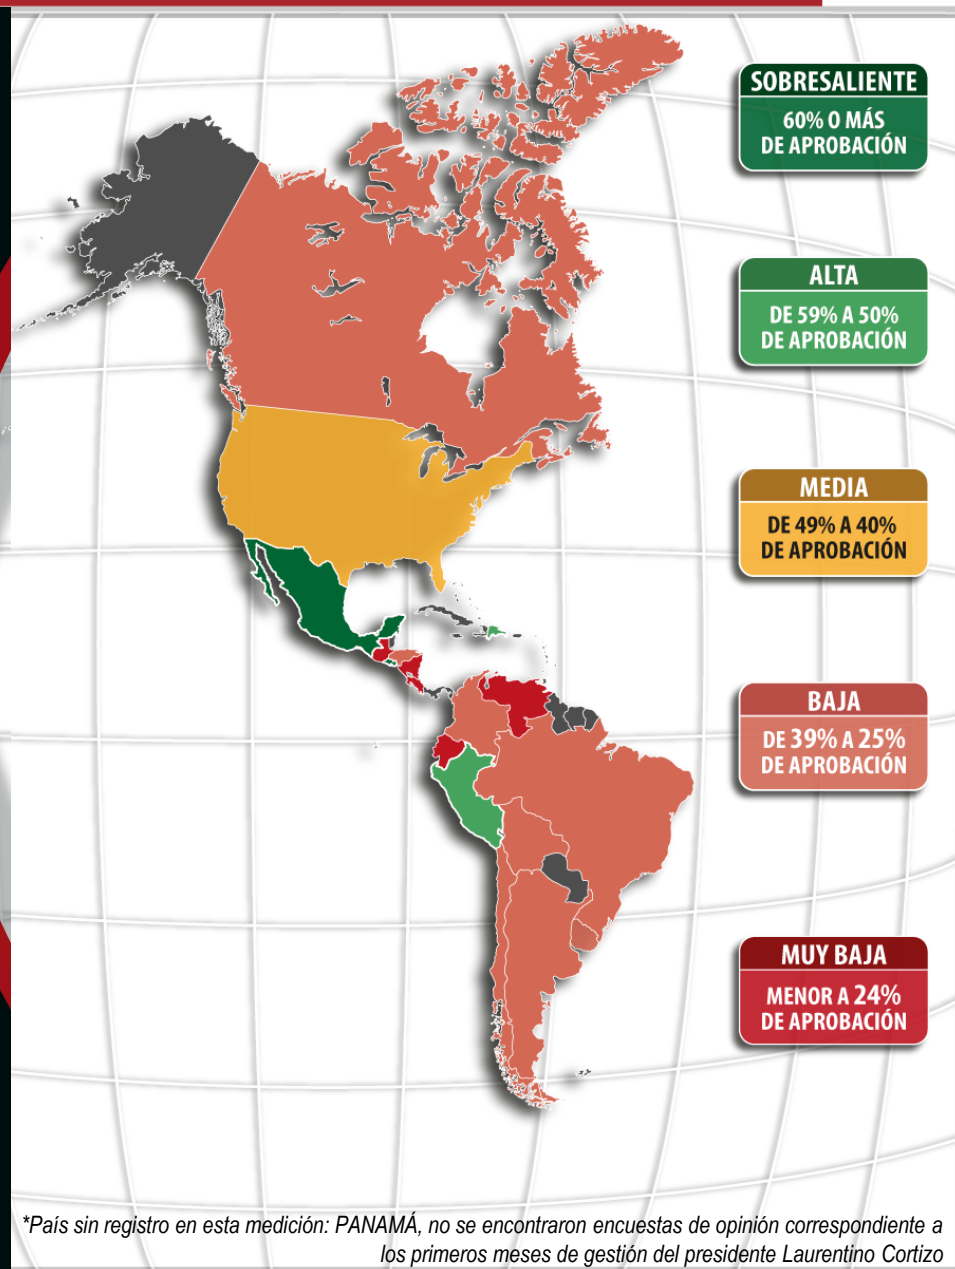 SOBRESALIENTE
60% O MÁS
DE APROBACIÓN
ALTA
DE 59% A 50%
DE APROBACIÓN
MEDIA
DE 49% A 40%
DE APROBACIÓN
BAJA
DE 39% A 25%
DE APROBACIÓN
MUY BAJA
MENOR A 24%
DE APROBACIÓN
*País sin registro en esta medición: PANAMÁ, no se encontraron encuestas de opinión correspondiente a
los primeros meses de gestión del presidente Laurentino Cortizo